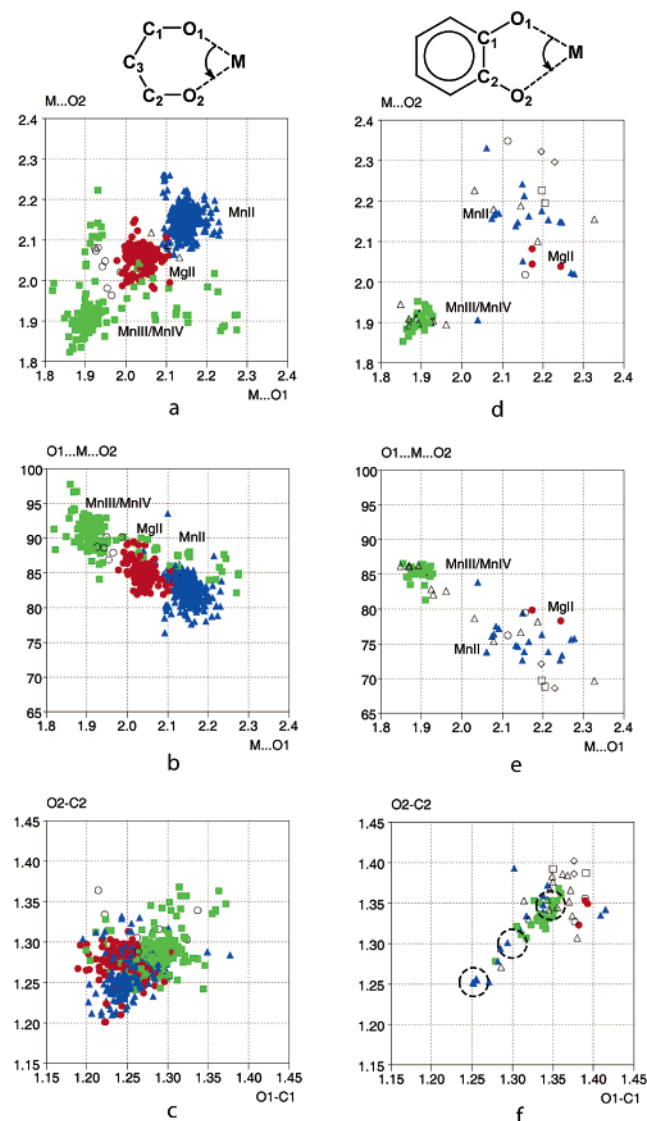 C1 O1
C3 M
C2 O2
M...O2
2.4
2.3
2.2
2.1
2.0
1.9
1.8
MnII
MgII
MnIII/MnIV
1.8 1.9 2.0 2.1 2.2 2.3 2.4
M...O1
a
O1...M...O2
100
95
90
85
80
75
70
65
MnIII/MnIV
MgII
MnII
1.8 1.9 2.0 2.1 2.2 2.3 2.4
M...O1
b
O2-C2
1.45
1.40
1.35
1.30
1.25
1.20
1.15
1.15 1.20 1.25 1.30 1.35 1.40 1.45
O1-C1
c
O1
C1
M
C2
O2
M...O2
2.4
2.3
2.2
2.1
2.0
1.9
1.8
MnII
MgII
MnIII/MnIV
1.8 1.9 2.0 2.1 2.2 2.3 2.4
M...O1
d
O1...M...O2
100
95
90
85
80
75
70
65
MnIII/MnIV
MgII
MnII
1.8 1.9 2.0 2.1 2.2 2.3 2.4
M...O1
e
O2-C2
1.45
1.40
1.35
1.30
1.25
1.20
1.15
1.15 1.20 1.25 1.30 1.35 1.40 1.45
O1-C1
f